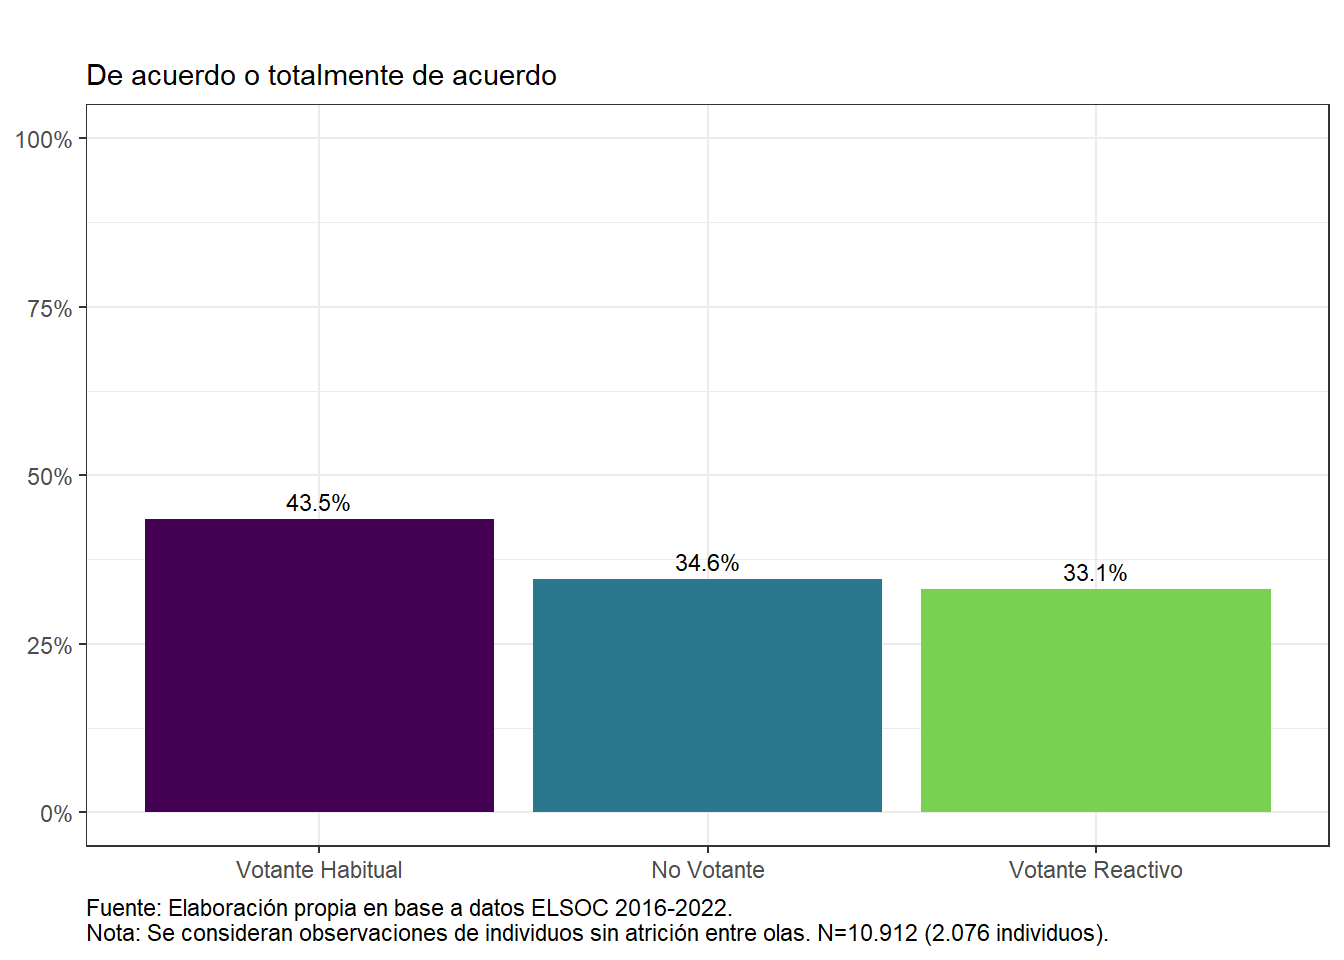 De acuerdo o totalmente de acuerdo
100%
75%
50%
25%
0%
43.5%
34.6%
33.1%
Votante Habitual
No Votante
Votante Reactivo
Fuente: Elaboración propia en base a datos ELSOC 2016-2022.
Nota: Se consideran observaciones de individuos sin atrición entre olas. N=10.912 (2.076 individuos).